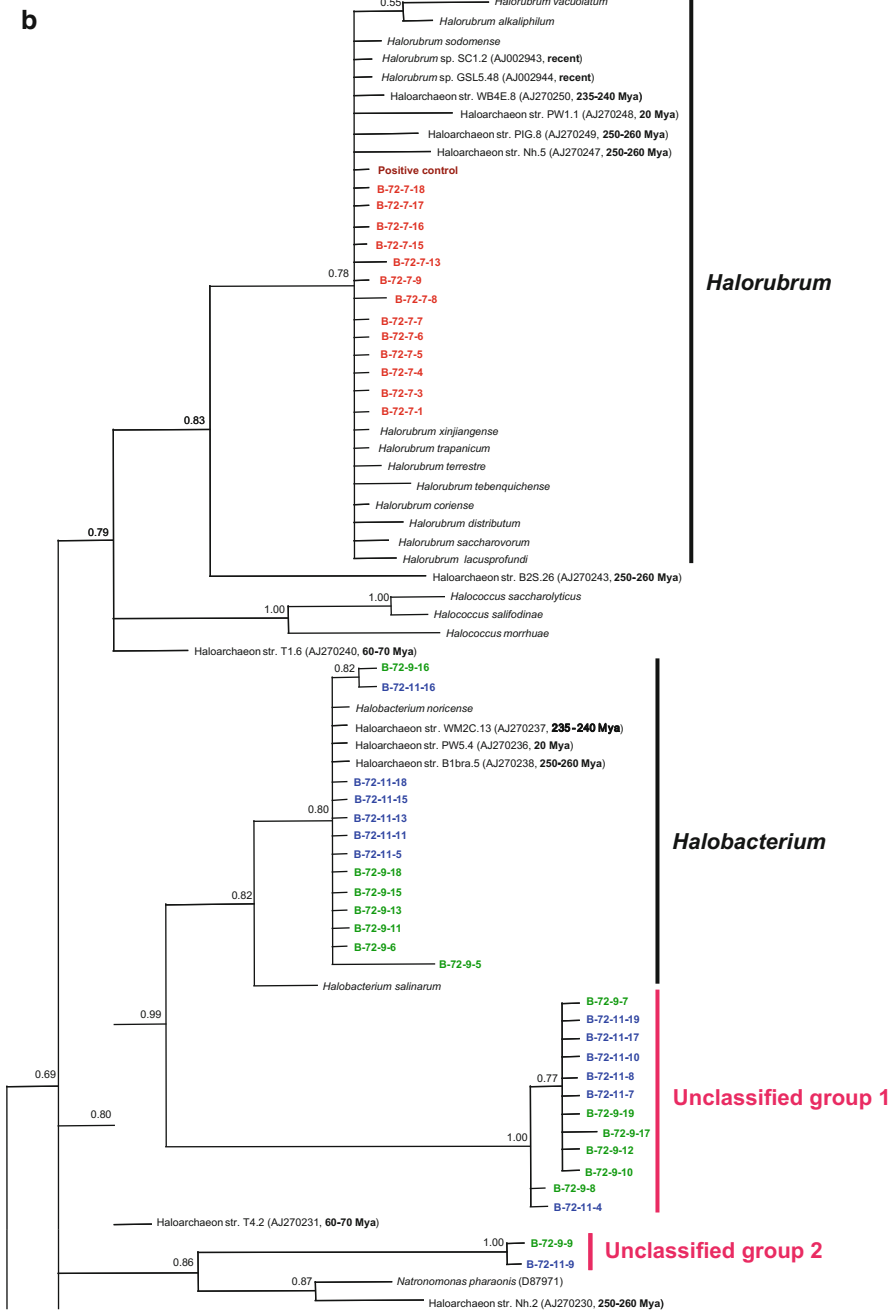 b
0.55
Halorubrum vacuolatum
Halorubrum alkaliphilum
Halorubrum sodomense
Halorubrum sp. SC1.2 (AJ002943, recent)
Halorubrum sp. GSL5.48 (AJ002944, recent)
Haloarchaeon str. WB4E.8 (AJ270250, 235-240 Mya)
Haloarchaeon str. PW1.1 (AJ270248, 20 Mya)
Haloarchaeon str. PIG.8 (AJ270249, 250-260 Mya)
Haloarchaeon str. Nh.5 (AJ270247, 250-260 Mya)
Positive control
B-72-7-18
B-72-7-17
B-72-7-16
B-72-7-15
B-72-7-13
0.78
B-72-7-9
Halorubrum
B-72-7-8
B-72-7-7
B-72-7-6
B-72-7-5
B-72-7-4
B-72-7-3
B-72-7-1
0.83
Halorubrum xinjiangense
Halorubrum trapanicum
Halorubrum terrestre
Halorubrum tebenquichense
Halorubrum coriense
Halorubrum distributum
0.79
Halorubrum saccharovorum
Halorubrum lacusprofundi
Haloarchaeon str. B2S.26 (AJ270243, 250-260 Mya)
1.00
Halococcus saccharolyticus
1.00
Halococcus salifodinae
Halococcus morrhuae
Haloarchaeon str. T1.6 (AJ270240, 60-70 Mya)
0.82
B-72-9-16
B-72-11-16
Halobacterium noricense
Haloarchaeon str. WM2C.13 (AJ270237, 235-240 Mya)
Haloarchaeon str. PW5.4 (AJ270236, 20 Mya)
Haloarchaeon str. B1bra.5 (AJ270238, 250-260 Mya)
B-72-11-18
B-72-11-15
0.80
B-72-11-13
B-72-11-11
Halobacterium
B-72-11-5
B-72-9-18
0.82
B-72-9-15
B-72-9-13
B-72-9-11
B-72-9-6
B-72-9-5
Halobacterium salinarum
B-72-9-7
0.99
B-72-11-19
B-72-11-17
B-72-11-10
0.69
0.77
B-72-11-8
B-72-11-7
Unclassified group 1
0.80
B-72-9-19
B-72-9-17
1.00
B-72-9-12
B-72-9-10
B-72-9-8
B-72-11-4
Haloarchaeon str. T4.2 (AJ270231, 60-70 Mya)
1.00
B-72-9-9
Unclassified group 2
0.86
B-72-11-9
0.87
Natronomonas pharaonis (D87971)
Haloarchaeon str. Nh.2 (AJ270230, 250-260 Mya)